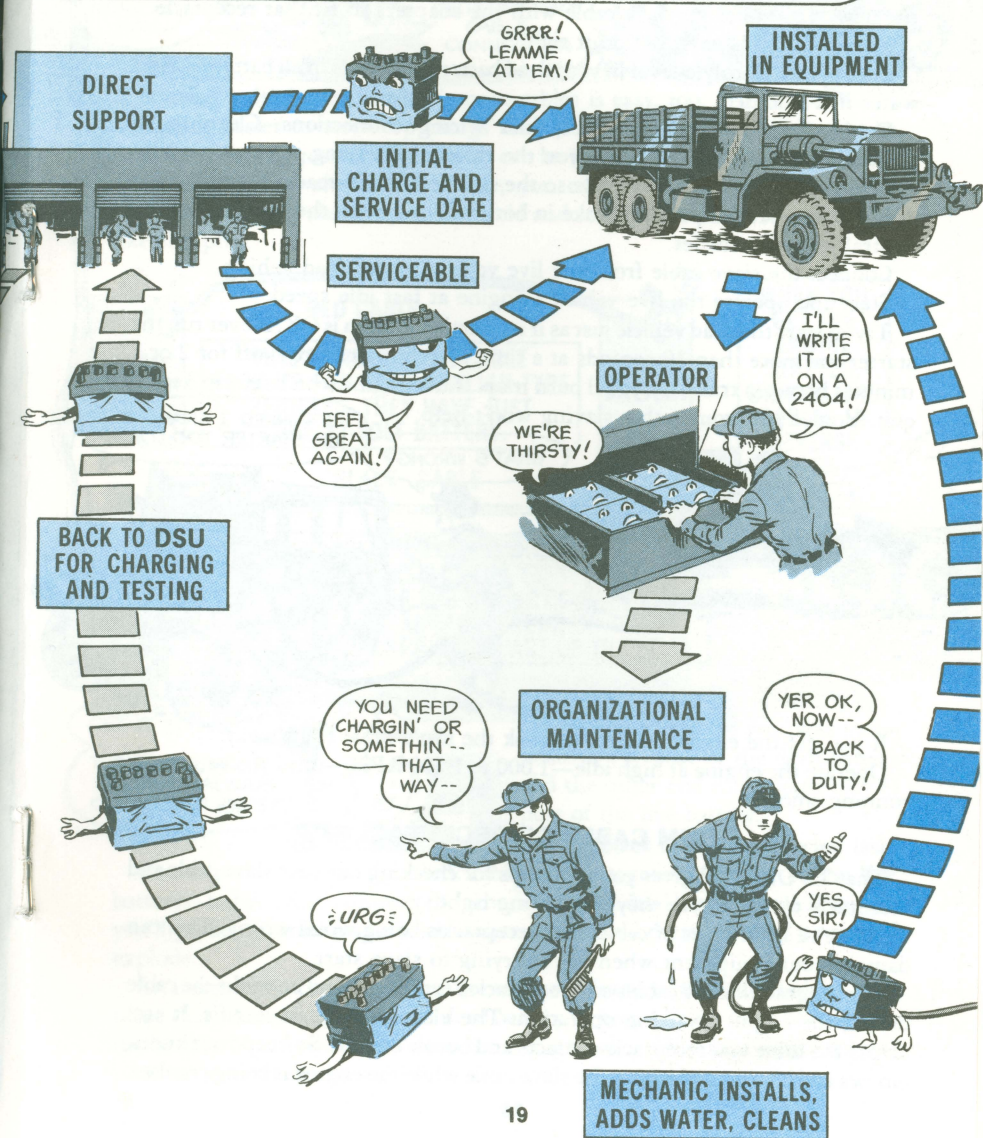 DIRECT
SUPPORT
GRRR!
LEMME
AT 'EM!
INSTALLED
IN EQUIPMENT
INITIAL
CHARGE AND
SERVICE DATE
SERVICEABLE
FEEL
GREAT
AGAIN!
I'LL
WRITE
IT UP
ON A
2404!
OPERATOR
WE'RE
THIRSTY!
BACK TO DSU
FOR CHARGING
AND TESTING
ORGANIZATIONAL
MAINTENANCE
YOU NEED
CHARGIN' OR
SOMETHIN'--
THAT
WAY--
YER OK,
NOW--
BACK
TO
DUTY!
URG
YES
SIR!
MECHANIC INSTALLS,
ADDS WATER, CLEANS
19